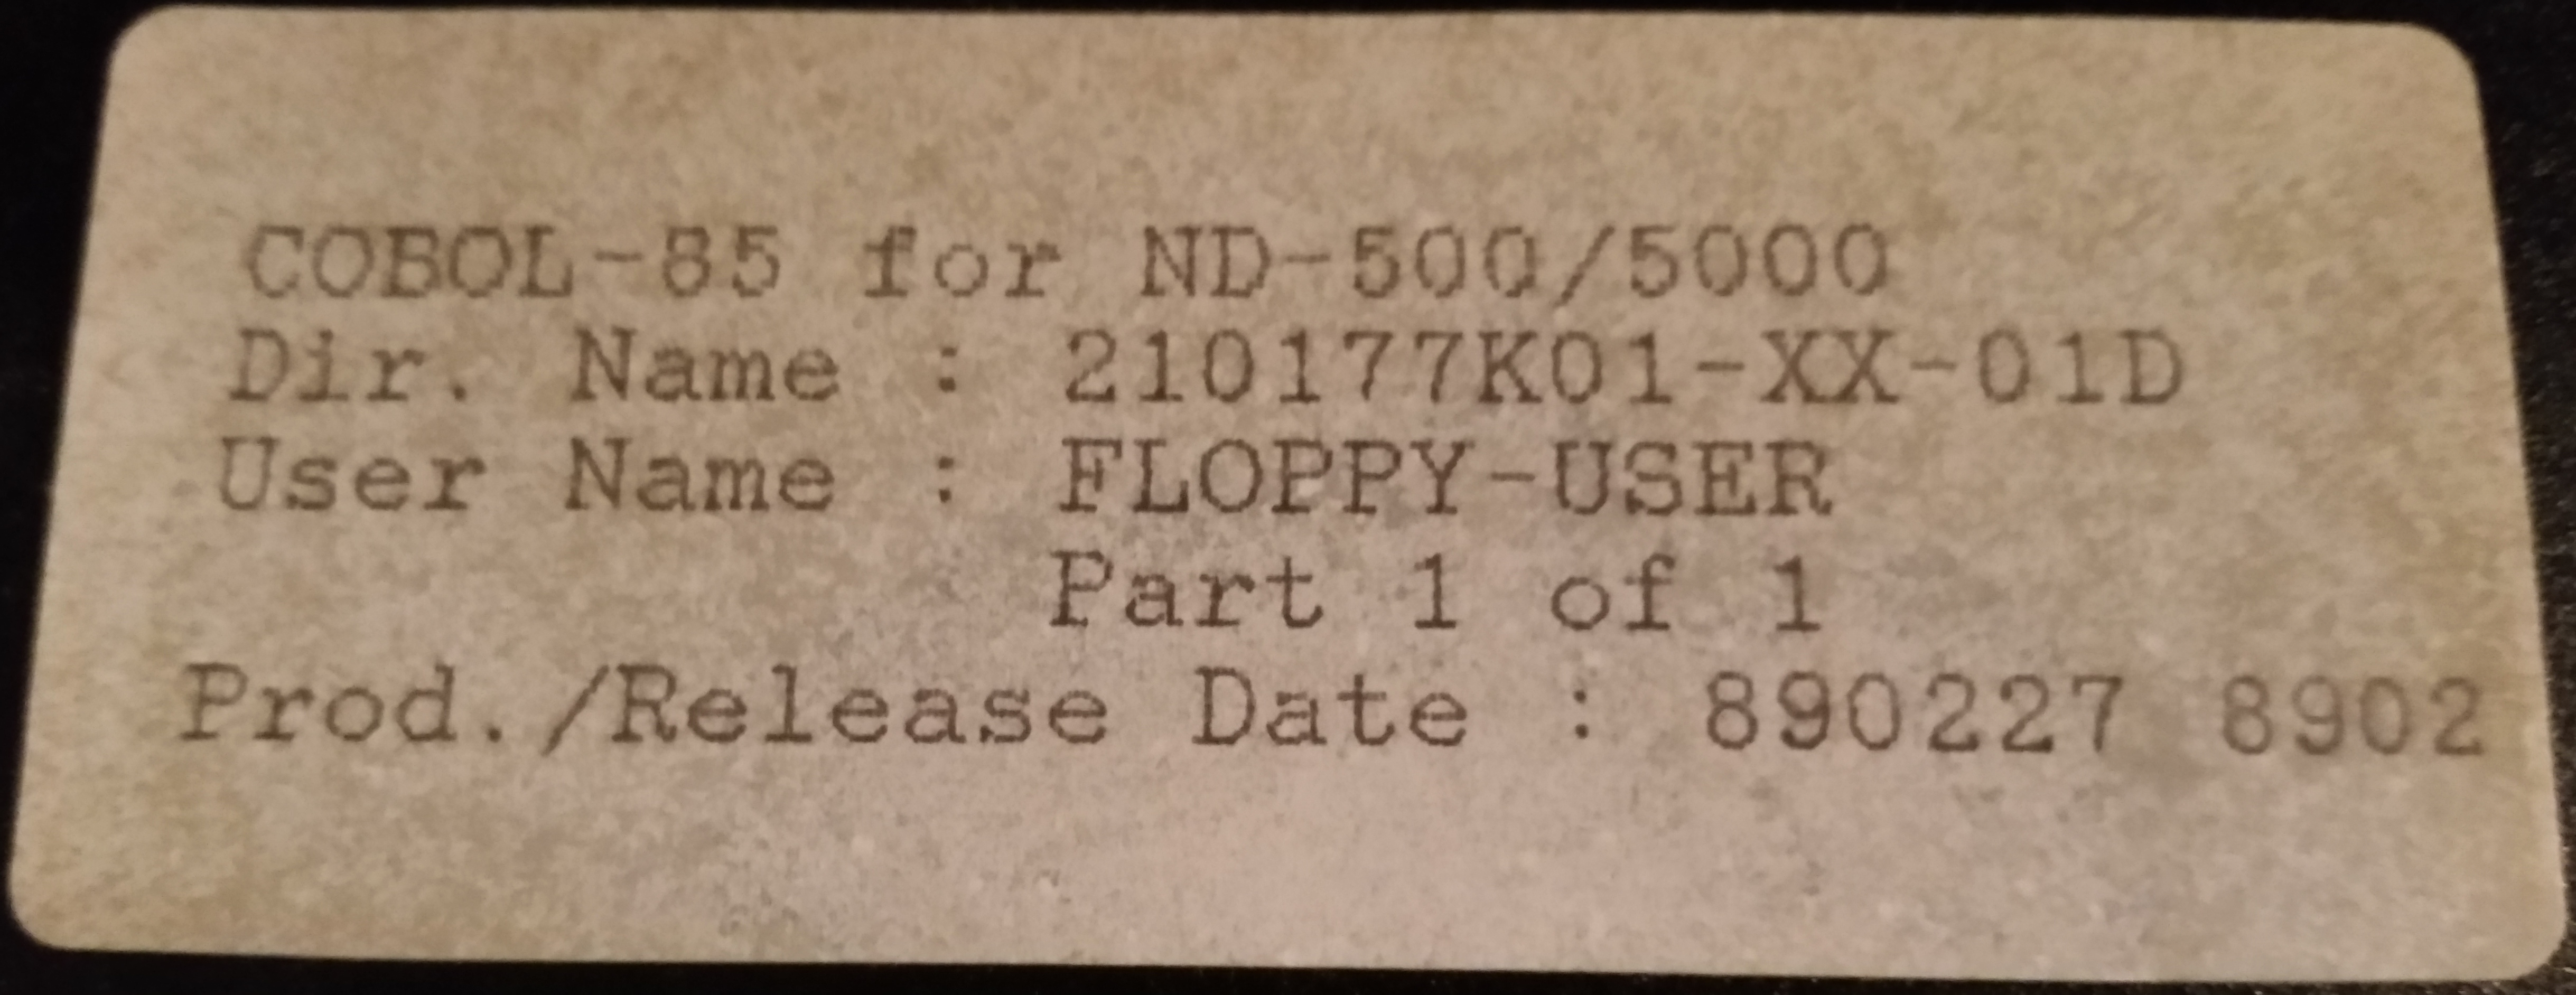 COBOL-85 for ND-500/5000
Dir. Name : 210177K01-XX-01D
User Name : FLOPPY-USER
Part 1 of 1
Prod./Release Date : 890227 8902